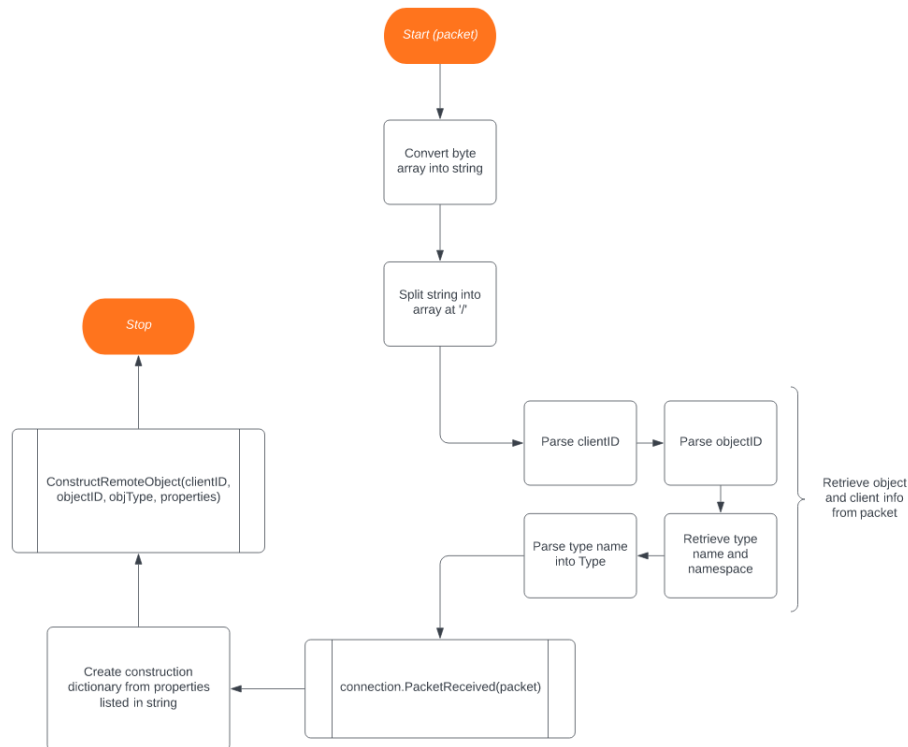 Start (packet)
Convert byte
array into string
Split string into
array at '/'
Parse clientID
Parse objectID
Retrieve type
name and
namespace
Parse type name
into Type
Retrieve object
and client info
from packet
connection.PacketReceived(packet)
Create construction
dictionary from properties
listed in string
ConstructRemoteObject(clientID,
objectID, objType, properties)
Stop